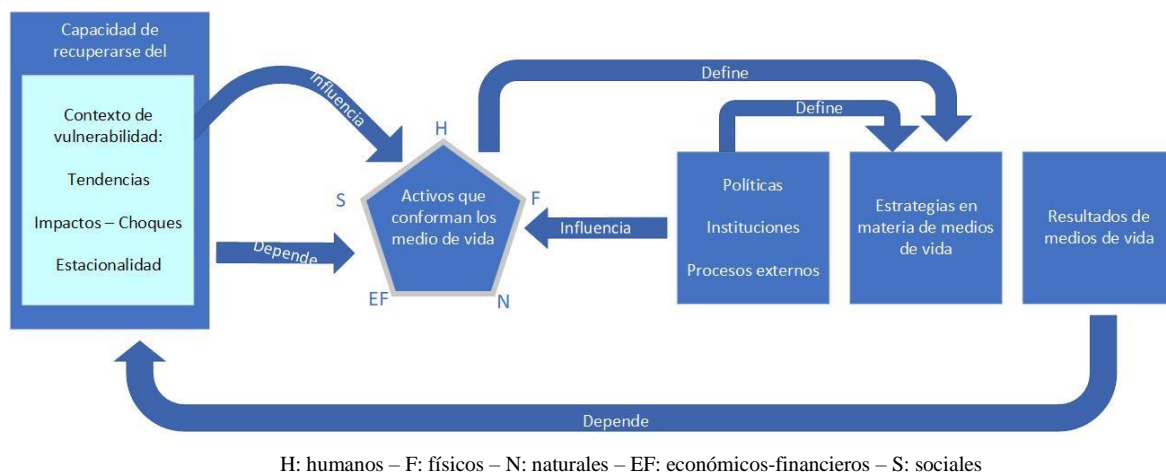 Capacidad de
recuperarse del
Contexto de
vulnerabilidad:
Tendencias
Impactos – Choques
Estacionalidad
Influencia
Depende
H
S
F
EF
N
Activos que
conforman los
medio de vida
Define
Define
Influencia
Políticas
Instituciones
Procesos externos
Estrategias en
materia de medios
de vida
Resultados de
medios de vida
Depende
H: humanos – F: físicos – N: naturales – EF: económicos-financieros – S: sociales